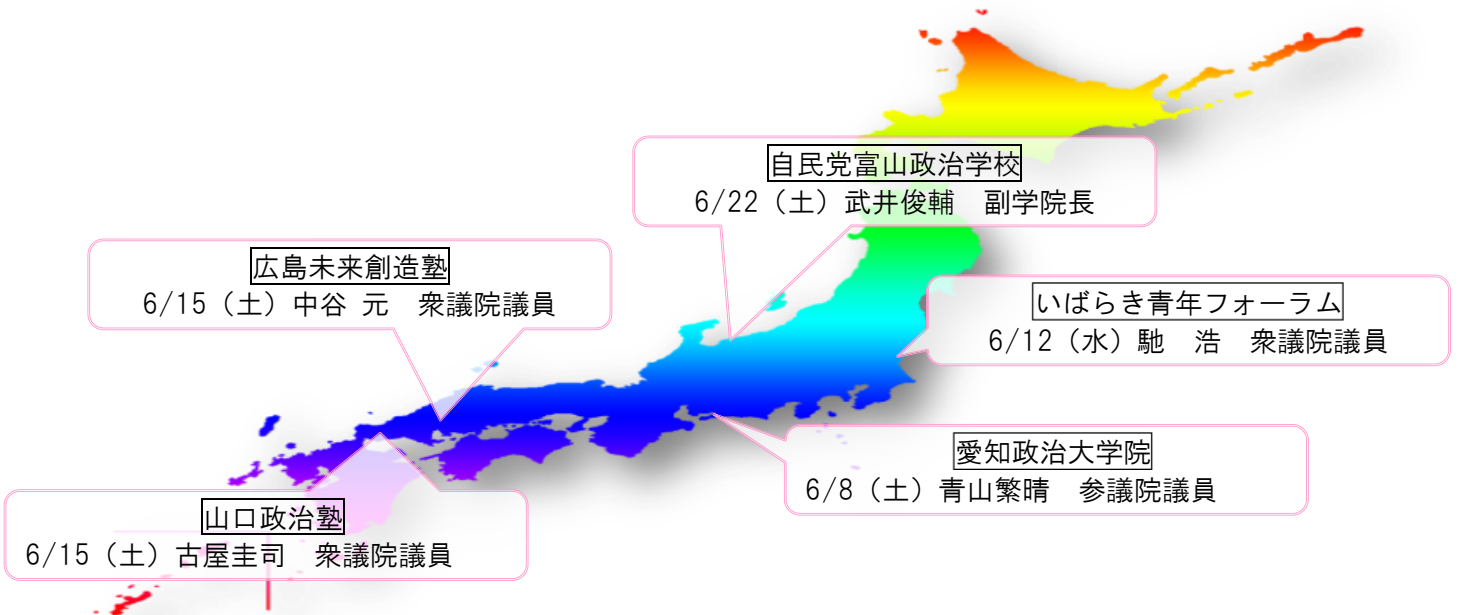 自民党富山政治学校
6/22（土）武井俊輔　副学院長
広島未来創造塾
6/15（土）中谷 元　衆議院議員
いばらき青年フォーラム
6/12（水）馳　浩　衆議院議員
愛知政治大学院
6/8（土）青山繁晴　参議院議員
山口政治塾
6/15（土）古屋圭司　衆議院議員